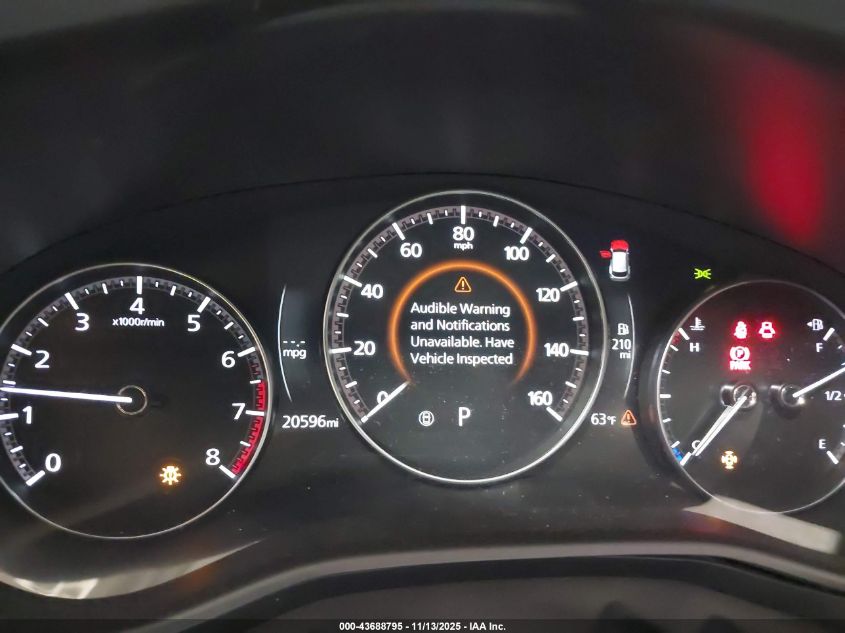 0
1
2
3
4
5
6
7
8
x1000r/min
--.-
mpg
20596mi
0
20
40
60
80
mph
100
120
140
160
Audible Warning
and Notifications
Unavailable. Have
Vehicle Inspected
P
210
mi
63°F
H
C
P
PARK
F
1/2
E
000-43688795 - 11/13/2025 - IAA Inc.